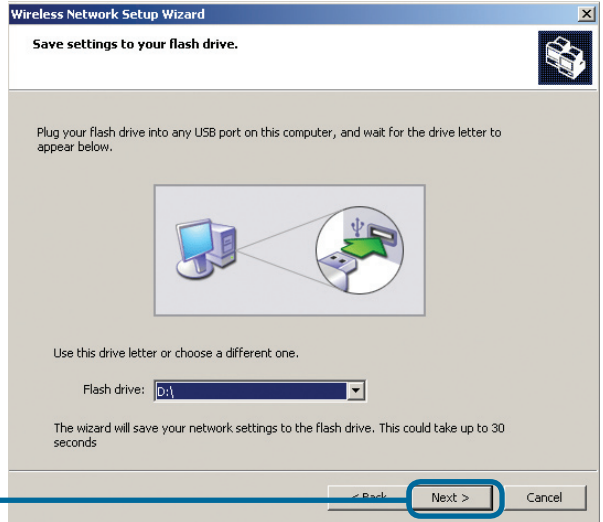 Wireless Network Setup Wizard
Save settings to your flash drive.
Plug your flash drive into any USB port on this computer, and wait for the drive letter to
appear below.
Use this drive letter or choose a different one.
Flash drive: D:\
The wizard will save your network settings to the flash drive. This could take up to 30
seconds
< Back Next > Cancel